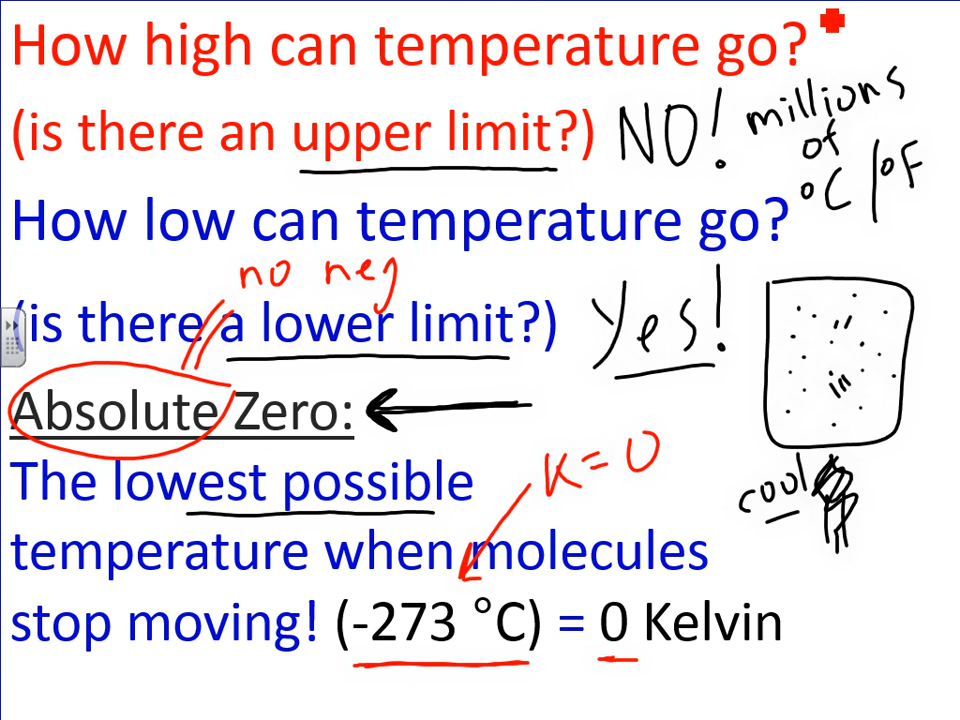 How high can temperature go?
(is there an upper limit?) NO! millions
of
°C/°F
How low can temperature go?
no neg
(is there a lower limit?) Yes!
Absolute Zero:
K=0
The lowest possible
cool
temperature when molecules
stop moving! (-273 °C) = 0 Kelvin